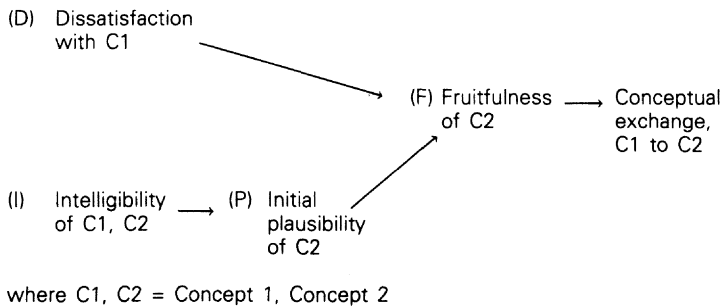 (D) Dissatisfaction
with C1
(F) Fruitfulness
of C2
Conceptual
exchange,
C1 to C2
(I) Intelligibility
of C1, C2
(P) Initial
plausibility
of C2
where C1, C2 = Concept 1, Concept 2